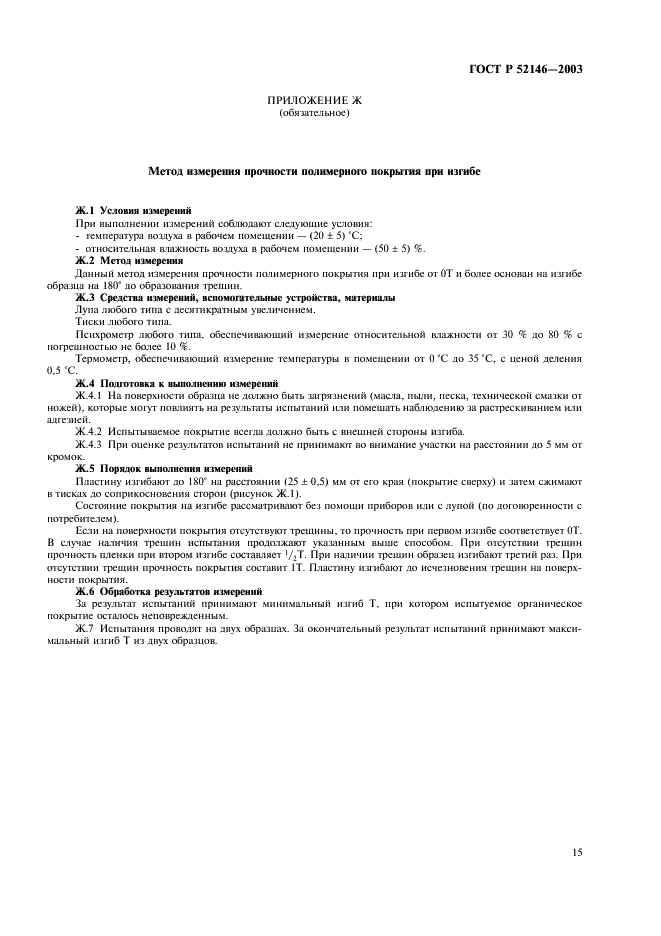 ГОСТ Р 52146—2003
ПРИЛОЖЕНИЕ Ж
(обязательное)
Метод измерения прочности полимерного покрытия при изгибе
Ж.1 Условия измерений
При выполнении измерений соблюдают следующие условия:
- температура воздуха в рабочем помещении — (20 ± 5) °С;
- относительная влажность воздуха в рабочем помещении — (50 ± 5) %.
Ж.2 Метод измерения
Данный метод измерения прочности полимерного покрытия при изгибе от 0Т и более основан на изгибе
образца на 180° до образования трещин.
Ж.3 Средства измерений, вспомогательные устройства, материалы
Лупа любого типа с десятикратным увеличением.
Тиски любого типа.
Психрометр любого типа, обеспечивающий измерение относительной влажности от 30 % до 80 % с
погрешностью не более 10 %.
Термометр, обеспечивающий измерение температуры в помещении от 0 °С до 35 °С, с ценой деления
0,5 °С.
Ж.4 Подготовка к выполнению измерений
Ж.4.1 На поверхности образца не должно быть загрязнений (масла, пыли, песка, технической смазки от
ножей), которые могут повлиять на результаты испытаний или помешать наблюдению за растрескиванием или
адгезией.
Ж.4.2 Испытываемое покрытие всегда должно быть с внешней стороны изгиба.
Ж.4.3 При оценке результатов испытаний не принимают во внимание участки на расстоянии до 5 мм от
кромок.
Ж.5 Порядок выполнения измерений
Пластину изгибают до 180° на расстоянии (25 ± 0,5) мм от его края (покрытие сверху) и затем сжимают
в тисках до соприкосновения сторон (рисунок Ж.1).
Состояние покрытия на изгибе рассматривают без помощи приборов или с лупой (по договоренности с
потребителем).
Если на поверхности покрытия отсутствуют трещины, то прочность при первом изгибе соответствует 0Т.
В случае наличия трещин испытания продолжают указанным выше способом. При отсутствии трещин
прочность пленки при втором изгибе составляет 1/2Т. При наличии трещин образец изгибают третий раз. При
отсутствии трещин прочность покрытия составит 1Т. Пластину изгибают до исчезновения трещин на поверх-
ности покрытия.
Ж.6 Обработка результатов измерений
За результат испытаний принимают минимальный изгиб Т, при котором испытуемое органическое
покрытие осталось неповрежденным.
Ж.7 Испытания проводят на двух образцах. За окончательный результат испытаний принимают макси-
мальный изгиб Т из двух образцов.
15